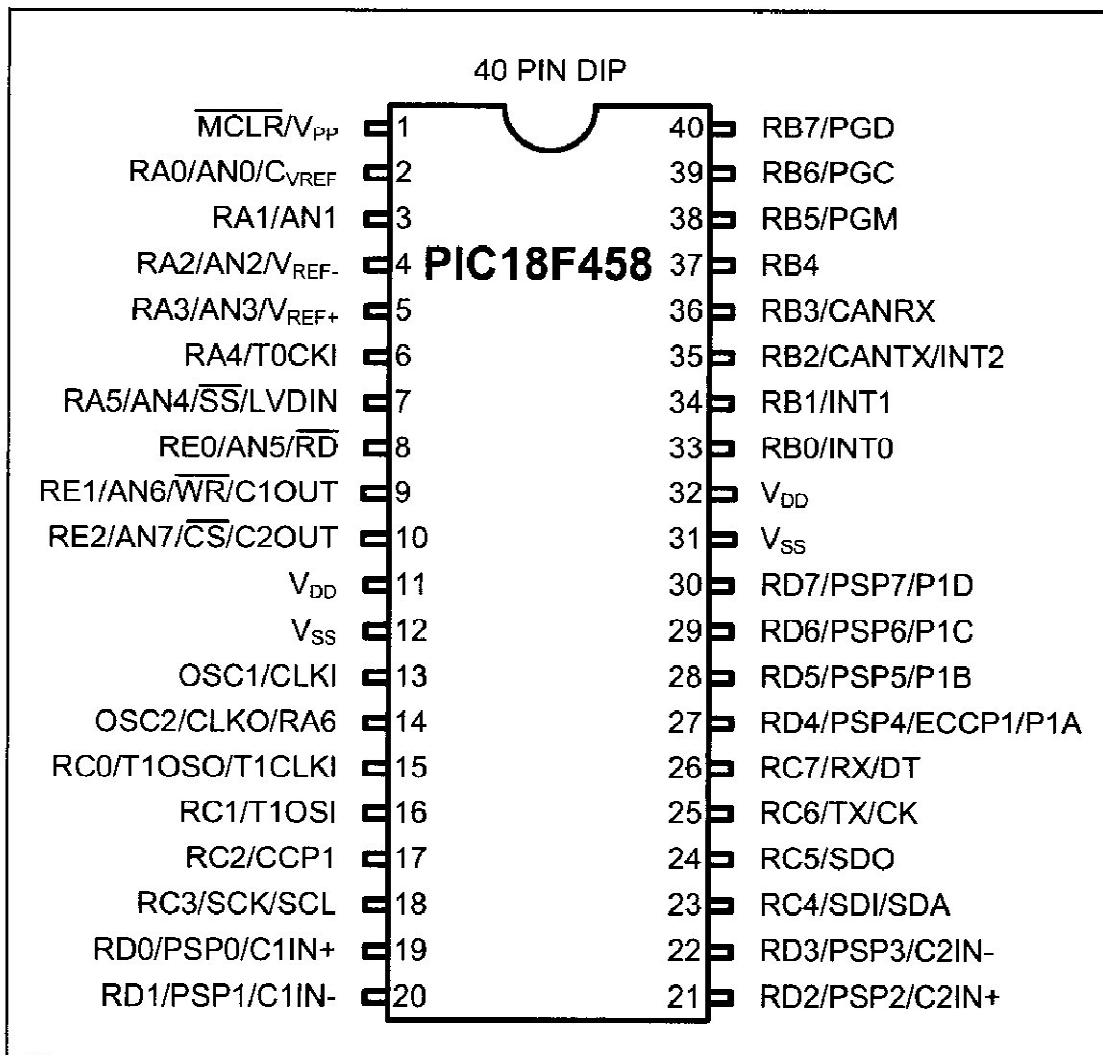 40 PIN DIP
MCLR/VPP 1 40 RB7/PGD
RA0/AN0/CVREF 2 39 RB6/PGC
RA1/AN1 3 38 RB5/PGM
RA2/AN2/VREF- 4 PIC18F458 37 RB4
RA3/AN3/VREF+ 5 36 RB3/CANRX
RA4/T0CKI 6 35 RB2/CANTX/INT2
RA5/AN4/SS/LVDIN 7 34 RB1/INT1
RE0/AN5/RD 8 33 RB0/INT0
RE1/AN6/WR/C1OUT 9 32 VDD
RE2/AN7/CS/C2OUT 10 31 VSS
VDD 11 30 RD7/PSP7/P1D
VSS 12 29 RD6/PSP6/P1C
OSC1/CLKI 13 28 RD5/PSP5/P1B
OSC2/CLKO/RA6 14 27 RD4/PSP4/ECCP1/P1A
RC0/T1OSO/T1CLKI 15 26 RC7/RX/DT
RC1/T1OSI 16 25 RC6/TX/CK
RC2/CCP1 17 24 RC5/SDO
RC3/SCK/SCL 18 23 RC4/SDI/SDA
RD0/PSP0/C1IN+ 19 22 RD3/PSP3/C2IN-
RD1/PSP1/C1IN- 20 21 RD2/PSP2/C2IN+